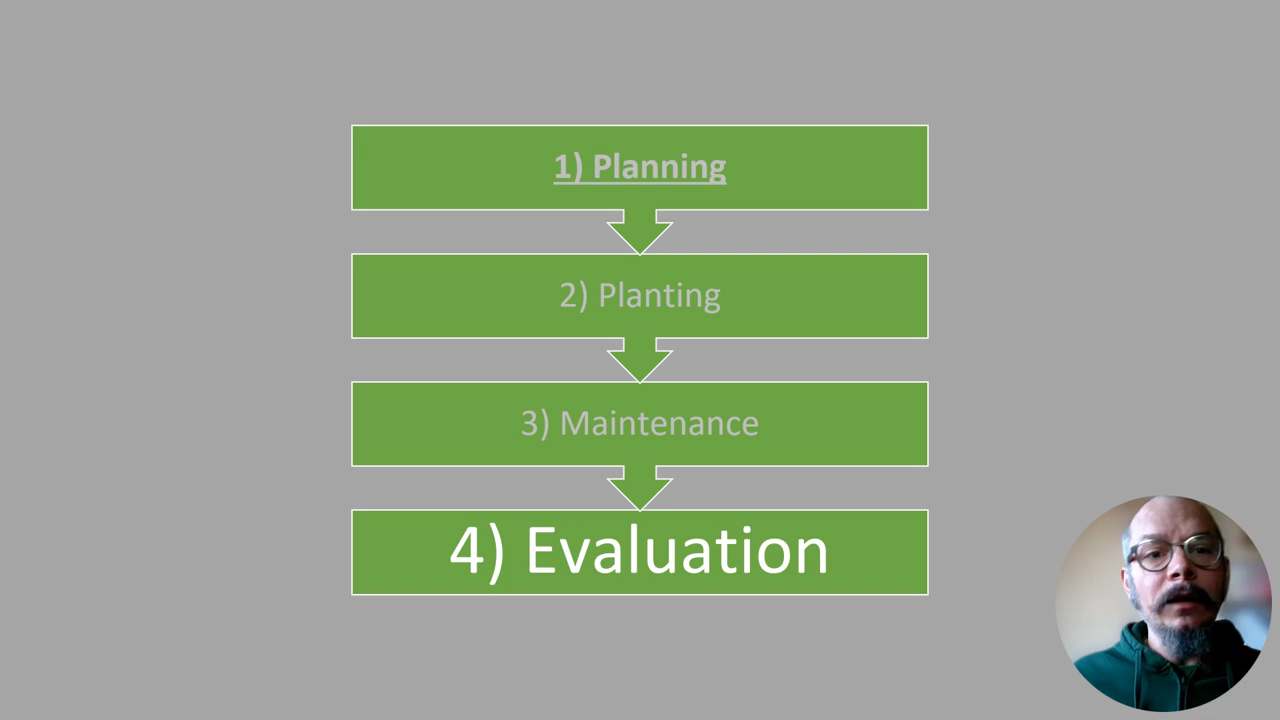 1) Planning
2) Planting
3) Maintenance
4) Evaluation